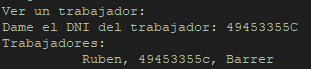 Ver un trabajador:
Dame el DNI del trabajador: 49453355C
Trabajadores:
Ruben, 49453355c, Barrer